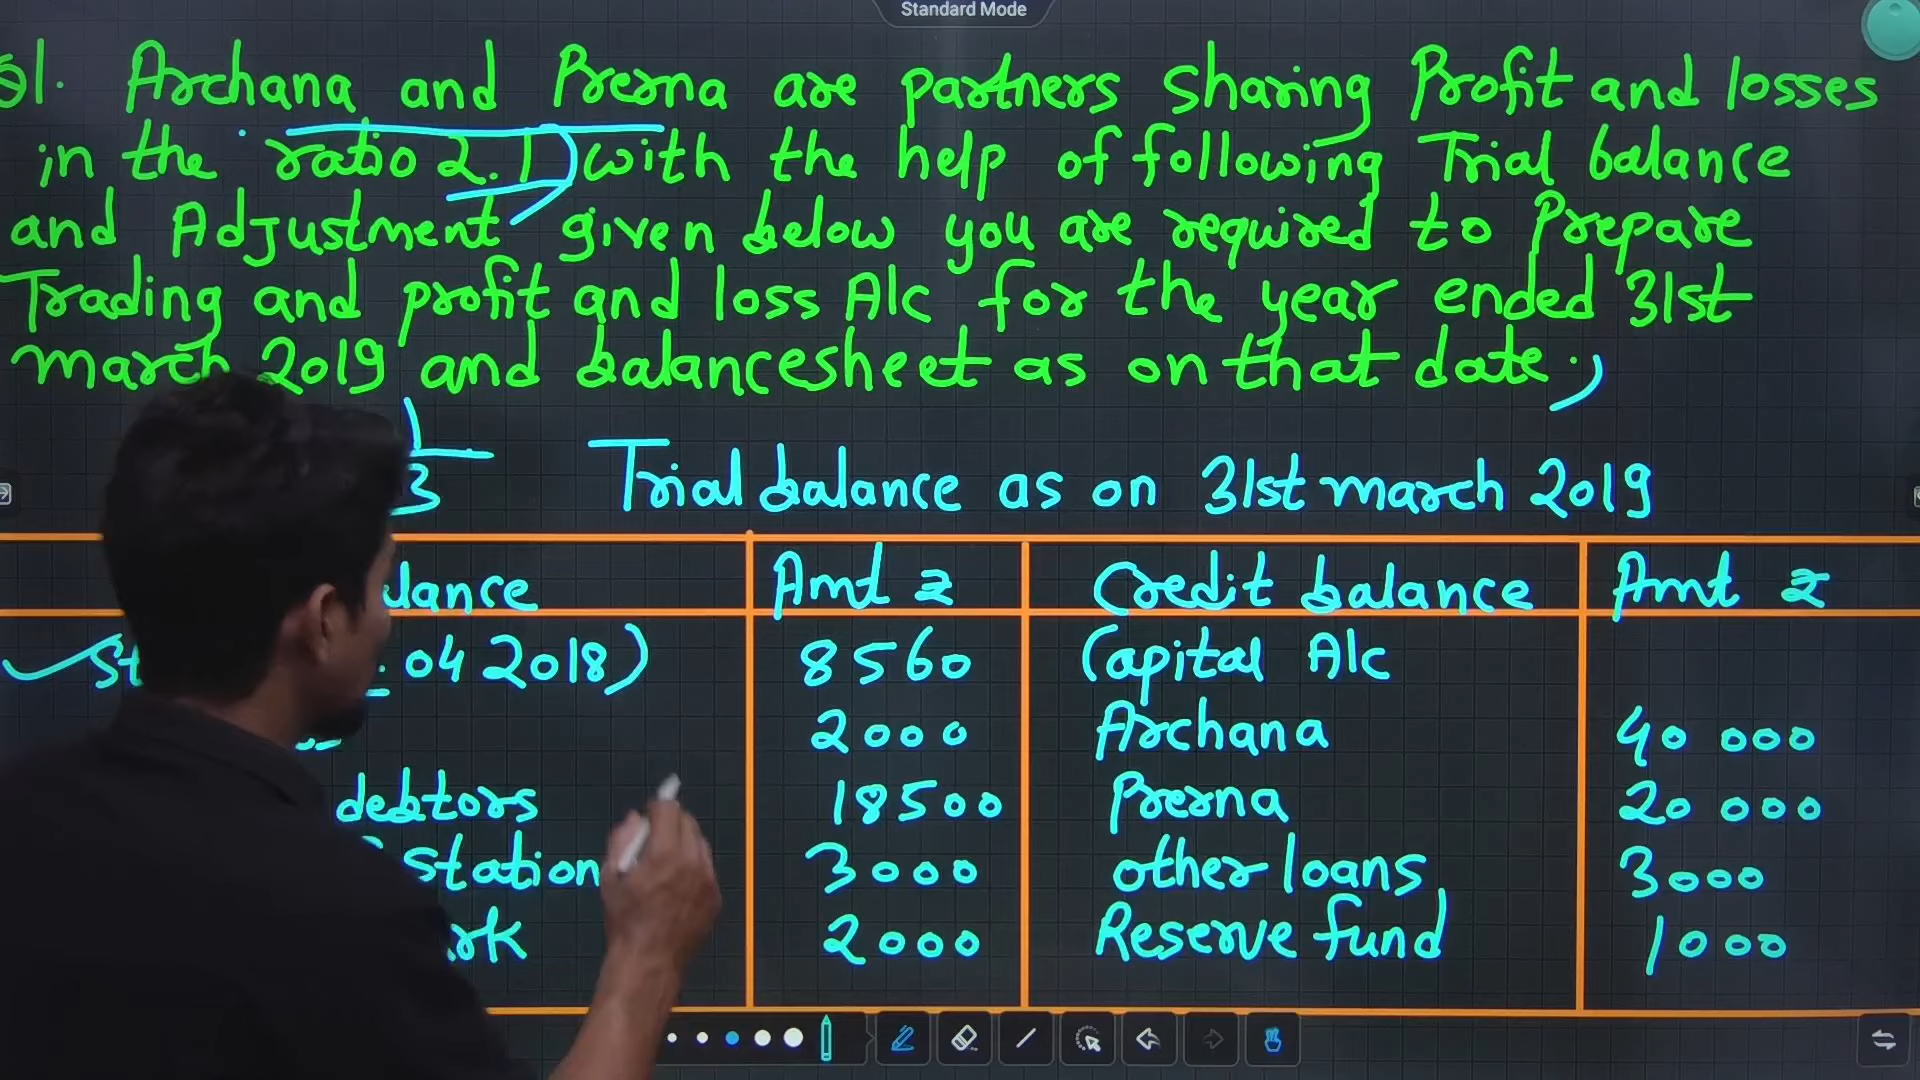 Standard Mode
Q1. Archana and Prerna are partners sharing Profit and losses
in the ratio 2:1 with the help of following Trial balance
and Adjustment given below you are required to Prepare
Trading and profit and loss A/c for the year ended 31st
march 2019 and balancesheet as on that date.
1
3
Trial balance as on 31st march 2019
Amt ₹ Credit balance Amt ₹
04 2018) 8560 Capital A/c
2000 Archana 40 000
debtors 18500 Prerna 20 000
3000 other loans 3000
2000 Reserve fund 1000